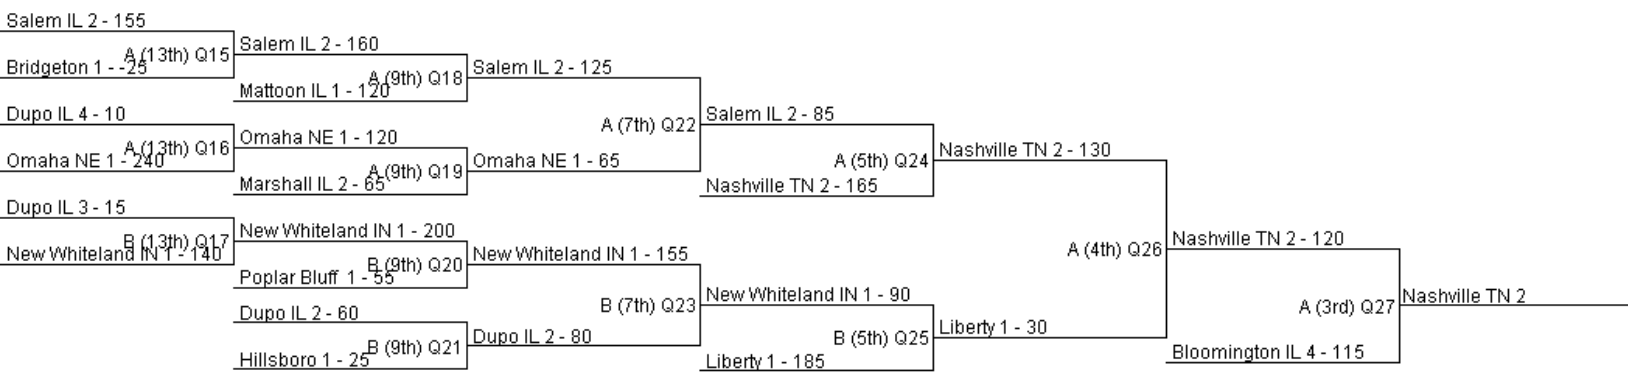 Salem IL 2 - 155
A (13th) Q15
Bridgeton 1 - -25
Dupo IL 4 - 10
A (13th) Q16
Omaha NE 1 - 240
Dupo IL 3 - 15
B (13th) Q17
New Whiteland IN 1 - 140
Salem IL 2 - 160
A (9th) Q18
Mattoon IL 1 - 120
Omaha NE 1 - 120
A (9th) Q19
Marshall IL 2 - 65
New Whiteland IN 1 - 200
B (9th) Q20
Poplar Bluff 1 - 55
Dupo IL 2 - 60
B (9th) Q21
Hillsboro 1 - 25
Salem IL 2 - 125
A (7th) Q22
Omaha NE 1 - 65
New Whiteland IN 1 - 155
B (7th) Q23
Dupo IL 2 - 80
Salem IL 2 - 85
A (5th) Q24
Nashville TN 2 - 165
New Whiteland IN 1 - 90
B (5th) Q25
Liberty 1 - 185
Nashville TN 2 - 130
A (4th) Q26
Liberty 1 - 30
Nashville TN 2 - 120
A (3rd) Q27
Bloomington IL 4 - 115
Nashville TN 2